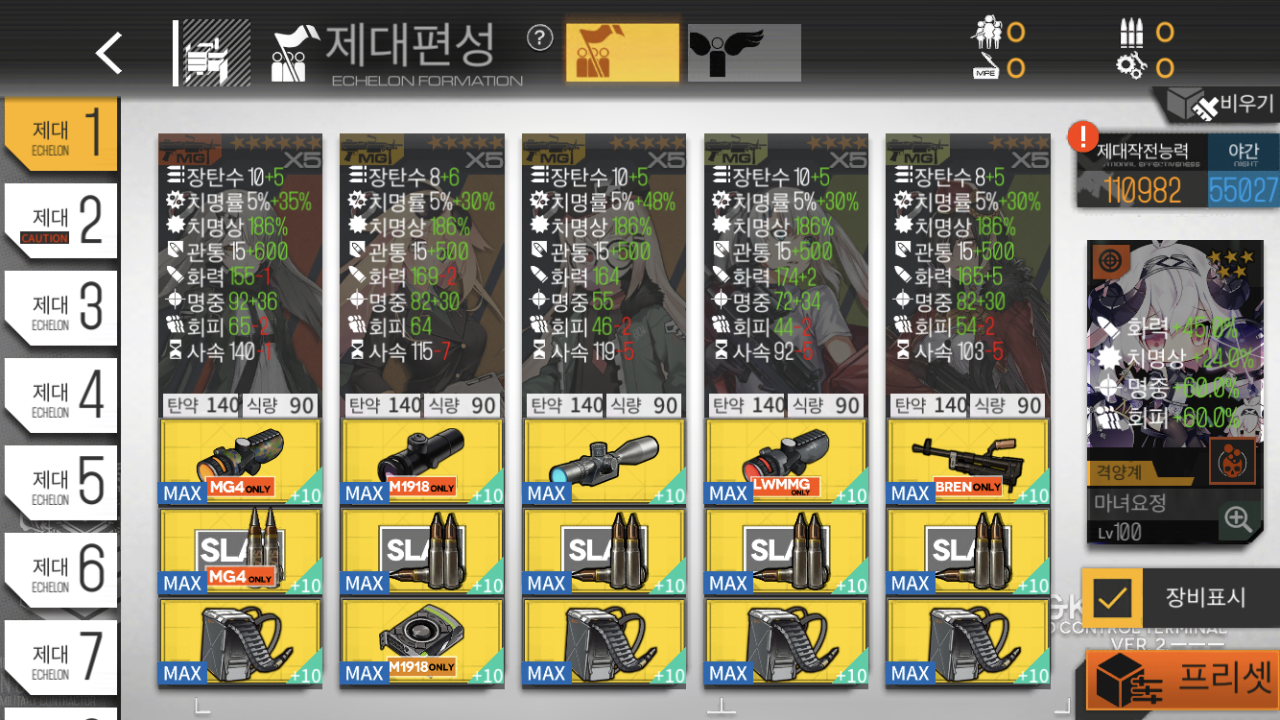 제대편성
?
ECHELON FORMATION
MRE
0
0
0
0
비우기
제대 1
ECHELON
제대 2
CAUTION
제대 3
ECHELON
제대 4
ECHELON
제대 5
ECHELON
제대 6
ECHELON
제대 7
ECHELON
MG X5
장탄수 10+5
치명률 5%+35%
치명상 186%
관통 15+600
화력 155-1
명중 92+36
회피 65-2
사속 140-1
탄약 140 식량 90
MG4 ONLY
MAX +10
SLA
MG4 ONLY
MAX +10
MAX +10
MG X5
장탄수 8+6
치명률 5%+30%
치명상 186%
관통 15+500
화력 169-2
명중 82+30
회피 64
사속 115-7
탄약 140 식량 90
M1918 ONLY
MAX +10
SL
MAX +10
M1918 ONLY
MAX +10
MG X5
장탄수 10+5
치명률 5%+48%
치명상 186%
관통 15+500
화력 164
명중 55
회피 46-2
사속 119-5
탄약 140 식량 90
MAX +10
SL
MAX +10
MAX +10
MG X5
장탄수 10+5
치명률 5%+30%
치명상 186%
관통 15+500
화력 174+2
명중 72+34
회피 44-2
사속 92-5
탄약 140 식량 90
LWMMG ONLY
MAX +10
SL
MAX +10
MAX +10
MG X5
장탄수 8+5
치명률 5%+30%
치명상 186%
관통 15+500
화력 165+5
명중 82+30
회피 54-2
사속 103-5
탄약 140 식량 90
BREN ONLY
MAX +10
SL
MAX +10
MAX +10
!
제대작전능력 야간
NIGHT
110982 55027
화력 +45.0%
치명상 +24.0%
명중 +60.0%
회피 +60.0%
격양계
마녀요정
Lv100
장비표시
CONTROL TERMINAL
VER.2
프리셋